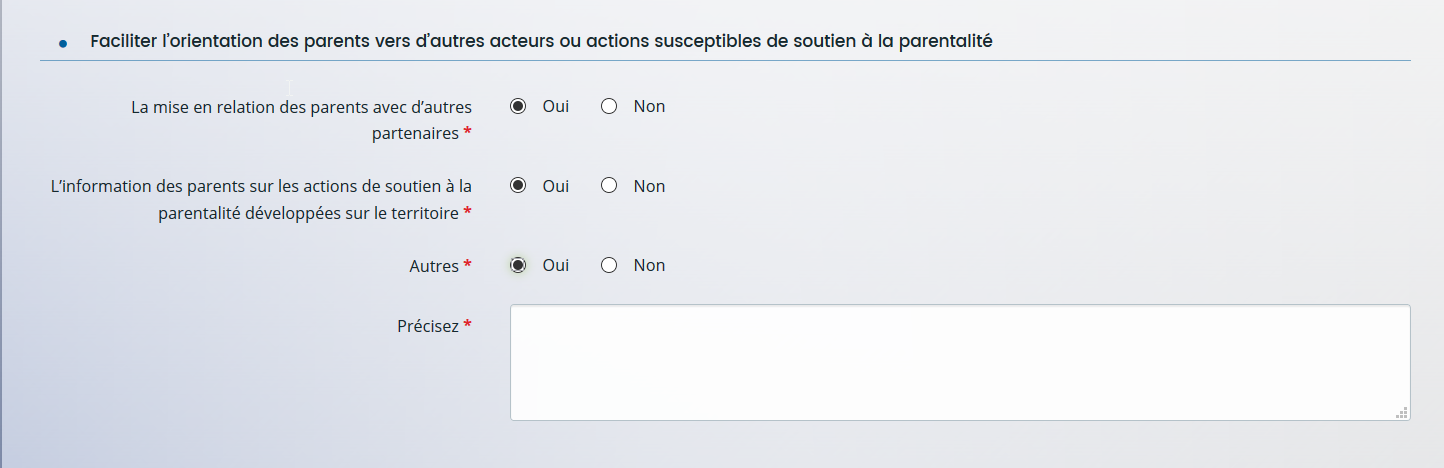 Faciliter l'orientation des parents vers d'autres acteurs ou actions susceptibles de soutien à la parentalité
La mise en relation des parents avec d'autres
partenaires * Oui Non
L'information des parents sur les actions de soutien à la
parentalité développées sur le territoire * Oui Non
Autres * Oui Non
Précisez *